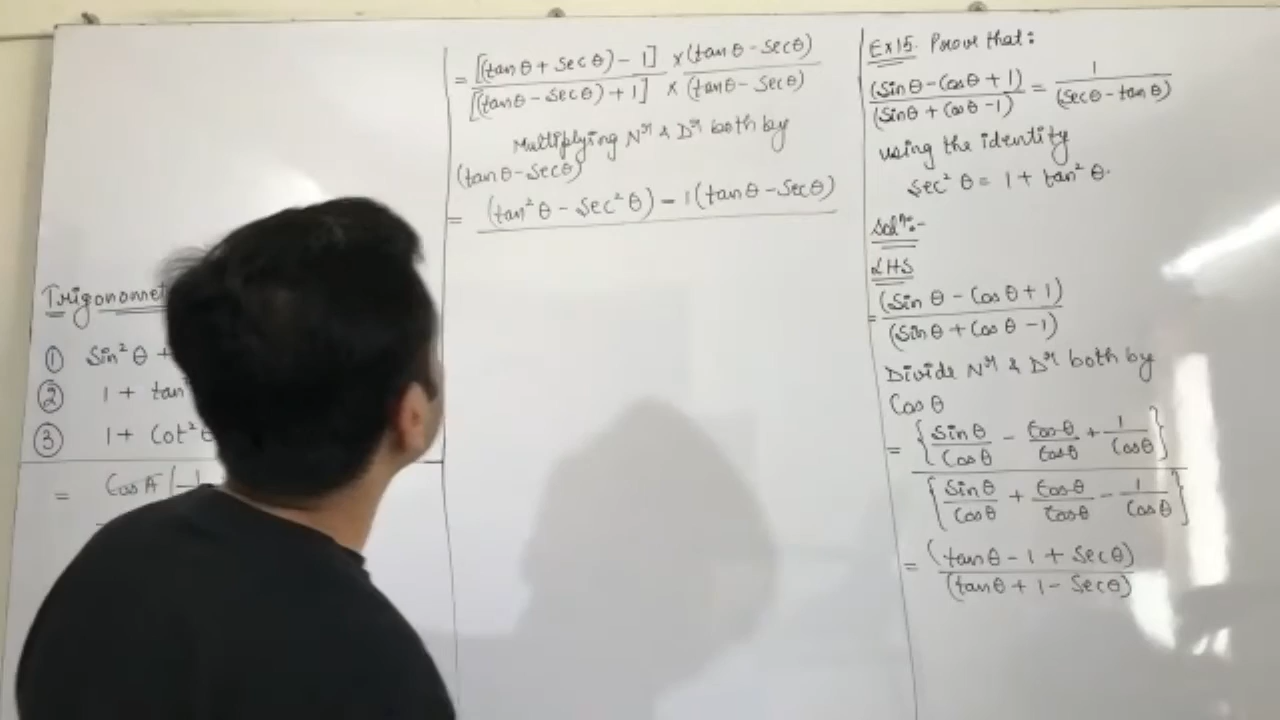 = [(tanθ + Secθ) - 1] × (tanθ - Secθ)
[(tanθ - Secθ) + 1] × (tanθ - Secθ)
Multiplying Nʳ & Dʳ both by
(tanθ - Secθ)
= (tan²θ - Sec²θ) - 1(tanθ - Secθ)
Ex15. Prove that:
(Sinθ - Cosθ + 1) = 1
(Sinθ + Cosθ - 1) (Secθ - tanθ)
using the identity
Sec²θ = 1 + tan²θ.
Solⁿ:-
LHS
= (Sin θ - Cos θ + 1)
(Sinθ + Cos θ - 1)
Divide Nʳ & Dʳ both by
Cos θ
= {Sinθ/Cosθ - Cosθ/Cosθ + 1/Cosθ}
{Sinθ/Cosθ + Cosθ/Cosθ - 1/Cosθ}
= (tanθ - 1 + Secθ)
(tanθ + 1 - Secθ)
① Sin²θ +
② 1 + tan
③ 1 + Cot²
= Cos A